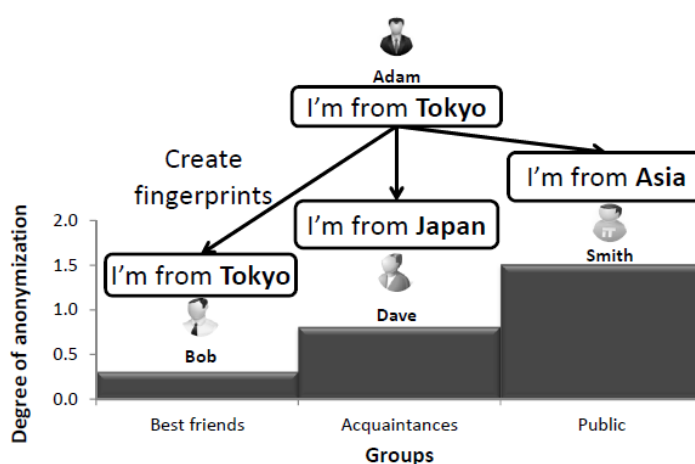 Adam
I'm from Tokyo
Create
fingerprints
I'm from Asia
I'm from Japan
I'm from Tokyo
Smith
Dave
Bob
Degree of anonymization
2.0
1.5
1.0
0.5
0.0
Best friends
Acquaintances
Public
Groups